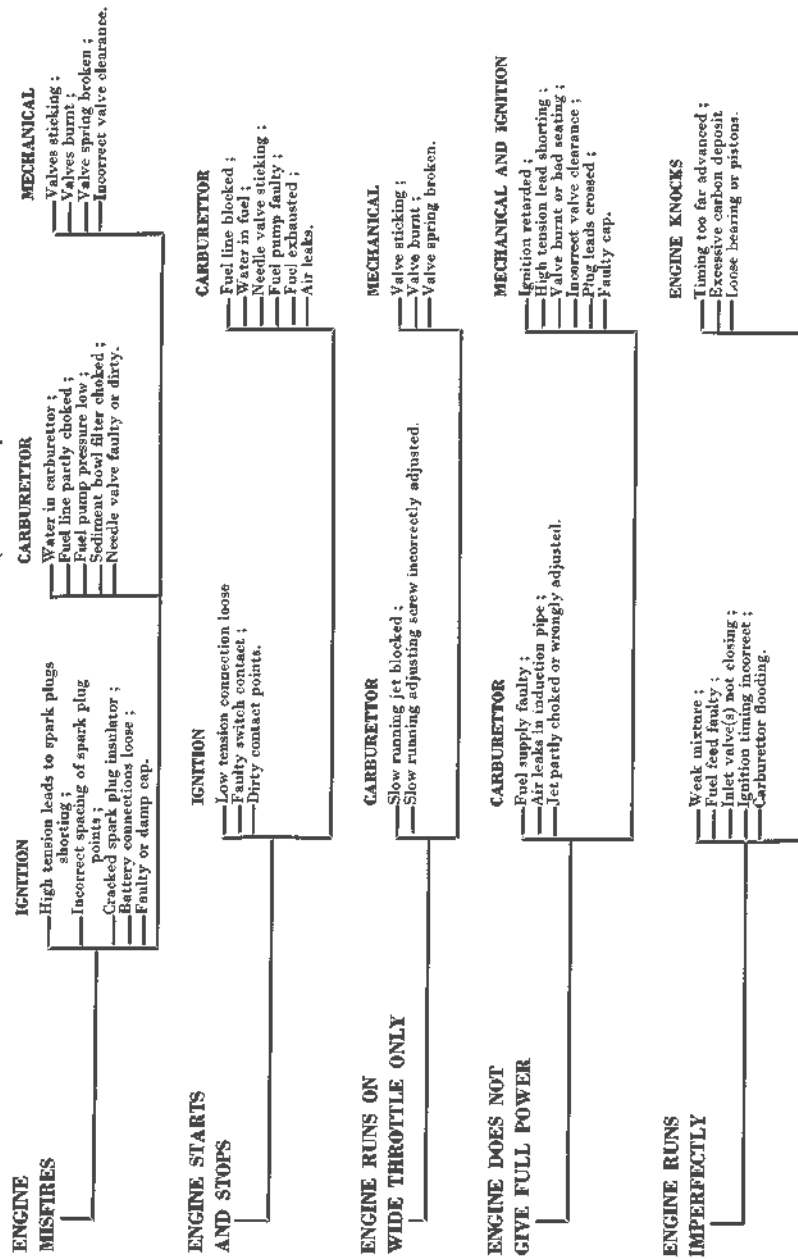 ENGINE
MISFIRES
IGNITION
High tension leads to spark plugs
shorting ;
Incorrect spacing of spark plug
points ;
Cracked spark plug insulator ;
Battery connections loose ;
Faulty or damp cap.
CARBURETTOR
Water in carburettor ;
Fuel line partly choked ;
Fuel pump pressure low ;
Sediment bowl filter choked ;
Needle valve faulty or dirty.
MECHANICAL
Valves sticking ;
Valves burnt ;
Valve spring broken ;
Incorrect valve clearance.
ENGINE STARTS
AND STOPS
IGNITION
Low tension connection loose
Faulty switch contact ;
Dirty contact points.
CARBURETTOR
Fuel line blocked ;
Water in fuel ;
Needle valve sticking ;
Fuel pump faulty ;
Fuel exhausted ;
Air leaks.
ENGINE RUNS ON
WIDE THROTTLE ONLY
CARBURETTOR
Slow running jet blocked ;
Slow running adjusting screw incorrectly adjusted.
MECHANICAL
Valve sticking ;
Valve burnt ;
Valve spring broken.
ENGINE DOES NOT
GIVE FULL POWER
CARBURETTOR
Fuel supply faulty ;
Air leaks in induction pipe ;
Jet partly choked or wrongly adjusted.
MECHANICAL AND IGNITION
Ignition retarded ;
High tension lead shorting ;
Valve burnt or bad seating ;
Incorrect valve clearance ;
Plug leads crossed ;
Faulty cap.
ENGINE RUNS
IMPERFECTLY
Weak mixture ;
Fuel feed faulty ;
Inlet valve(s) not closing ;
Ignition timing incorrect ;
Carburettor flooding.
ENGINE KNOCKS
Timing too far advanced ;
Excessive carbon deposit
Loose bearing or pistons.